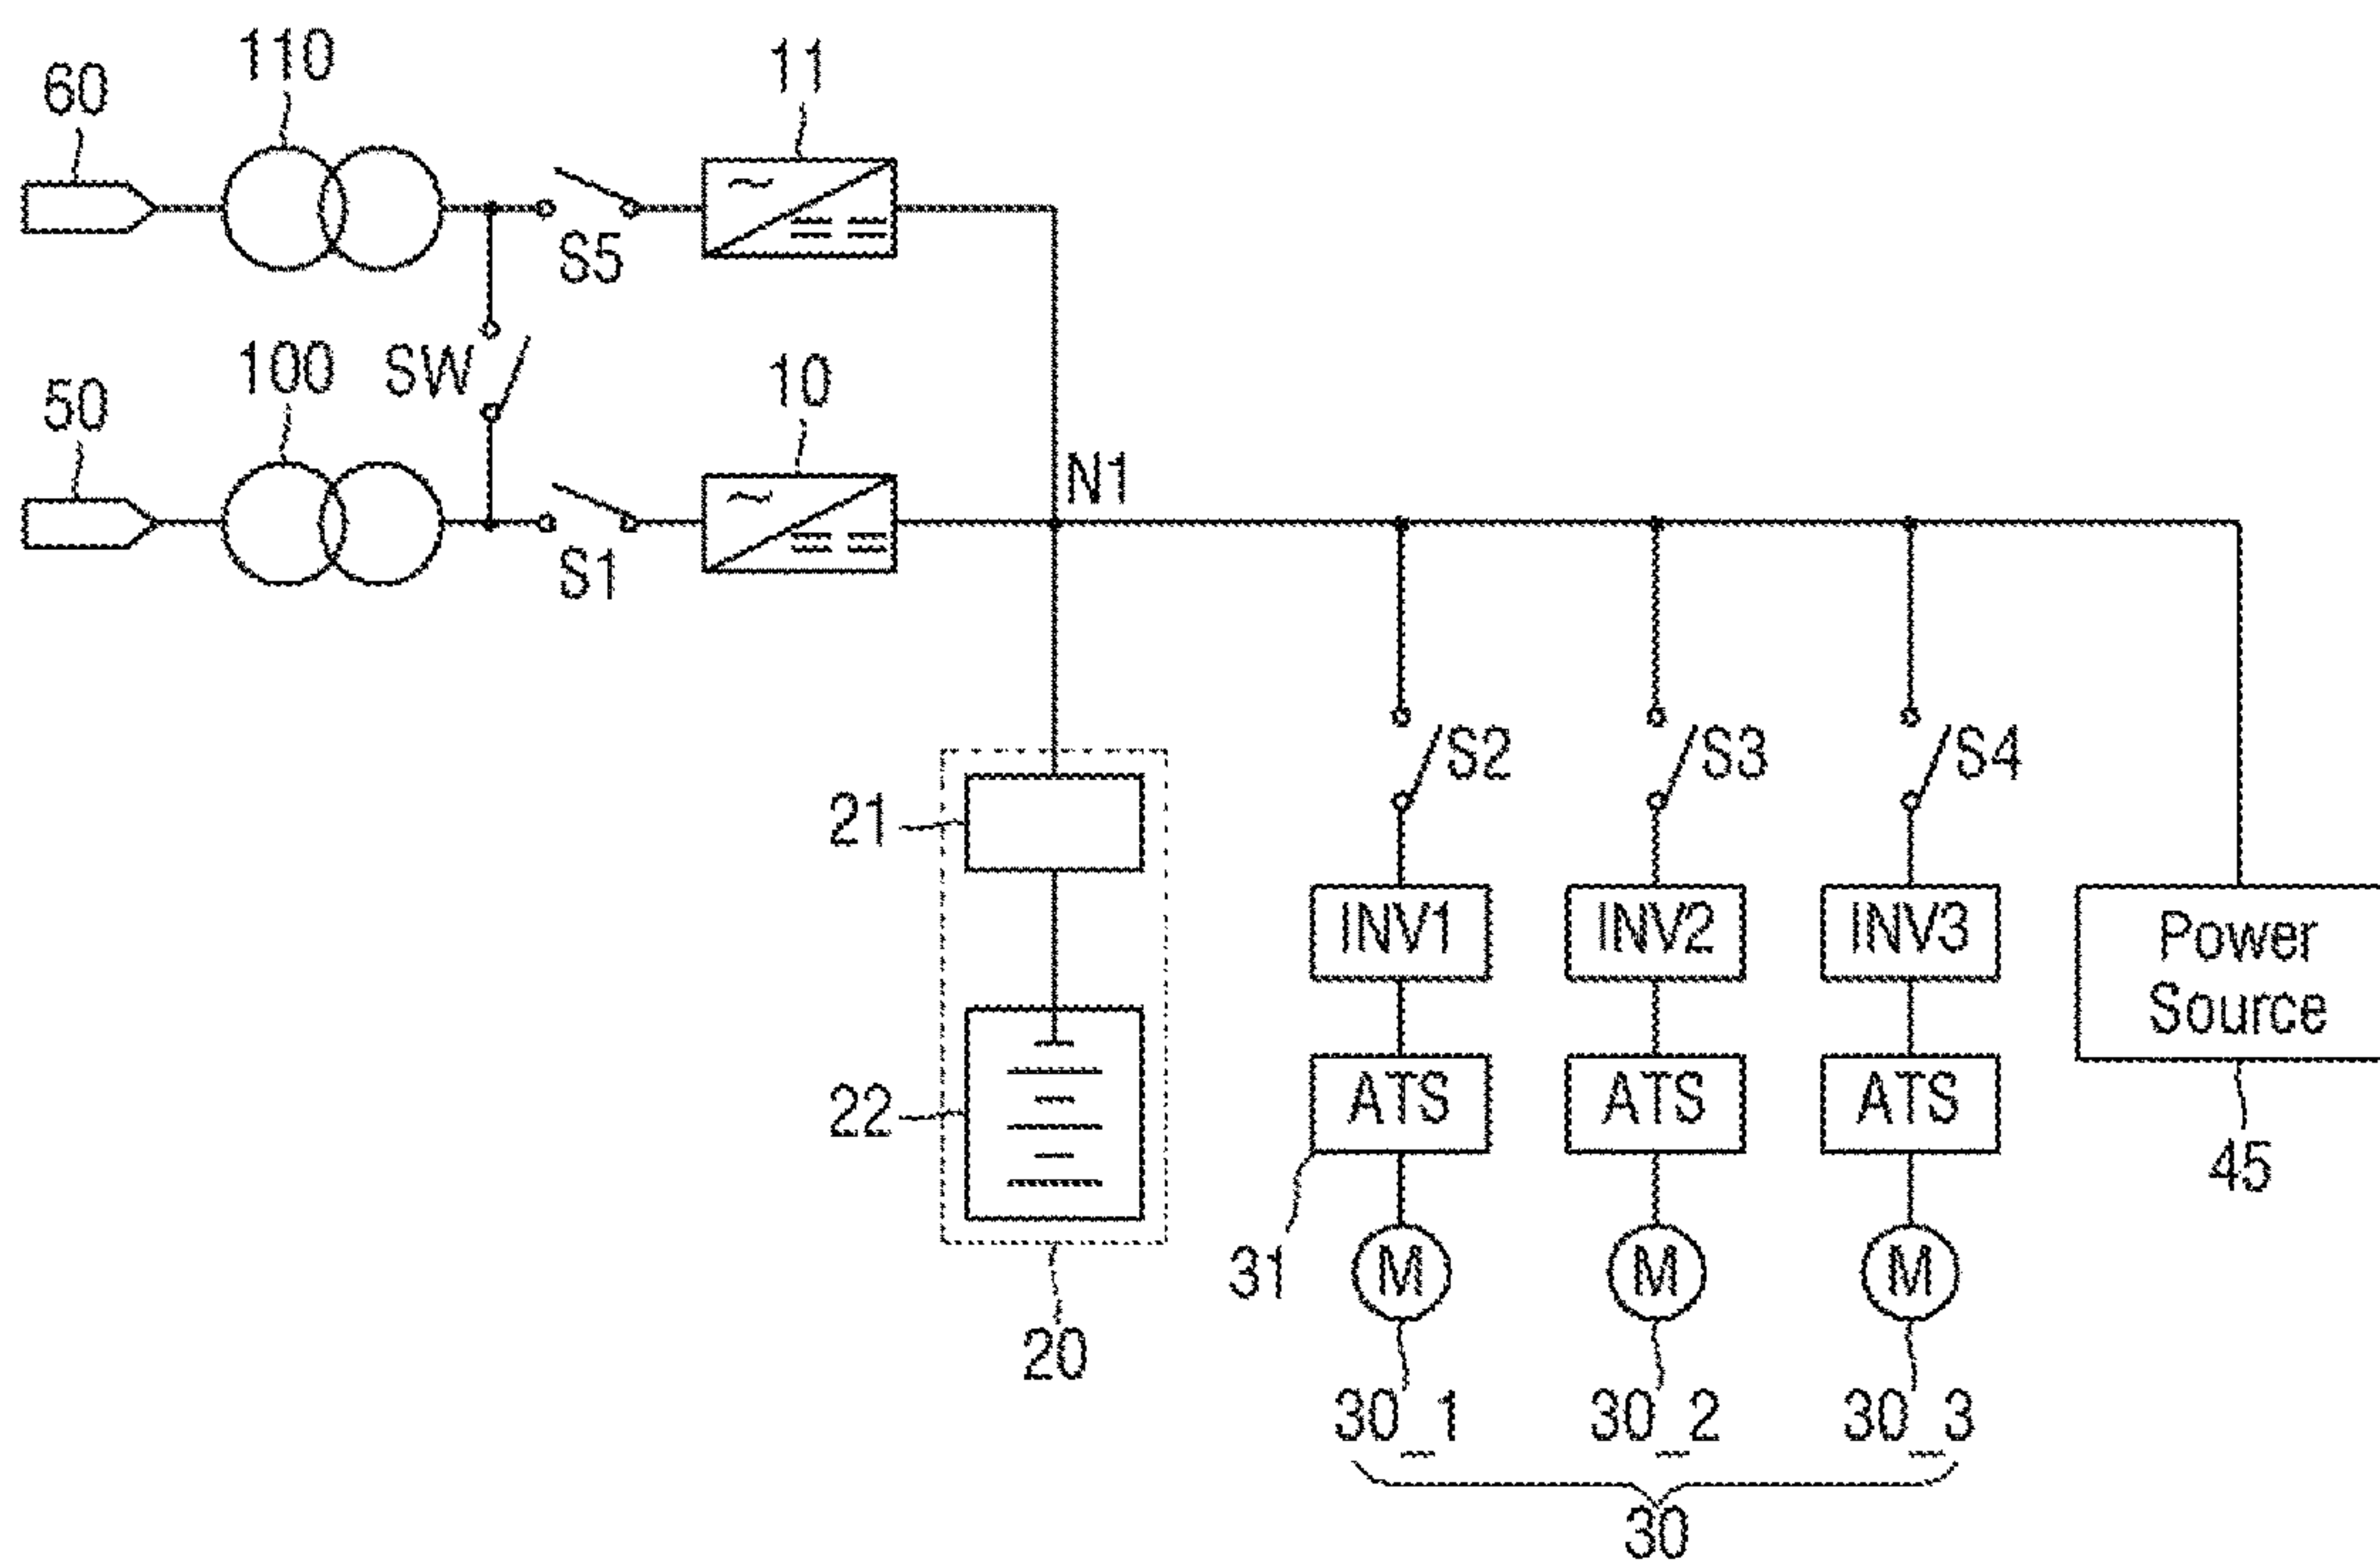 110
60
11
S5
SW
100
10
50
N1
S1
S2
S3
S4
21
INV1
INV2
INV3
Power
Source
22
ATS
ATS
ATS
45
31
M
M
M
20
30_1
30_2
30_3
30